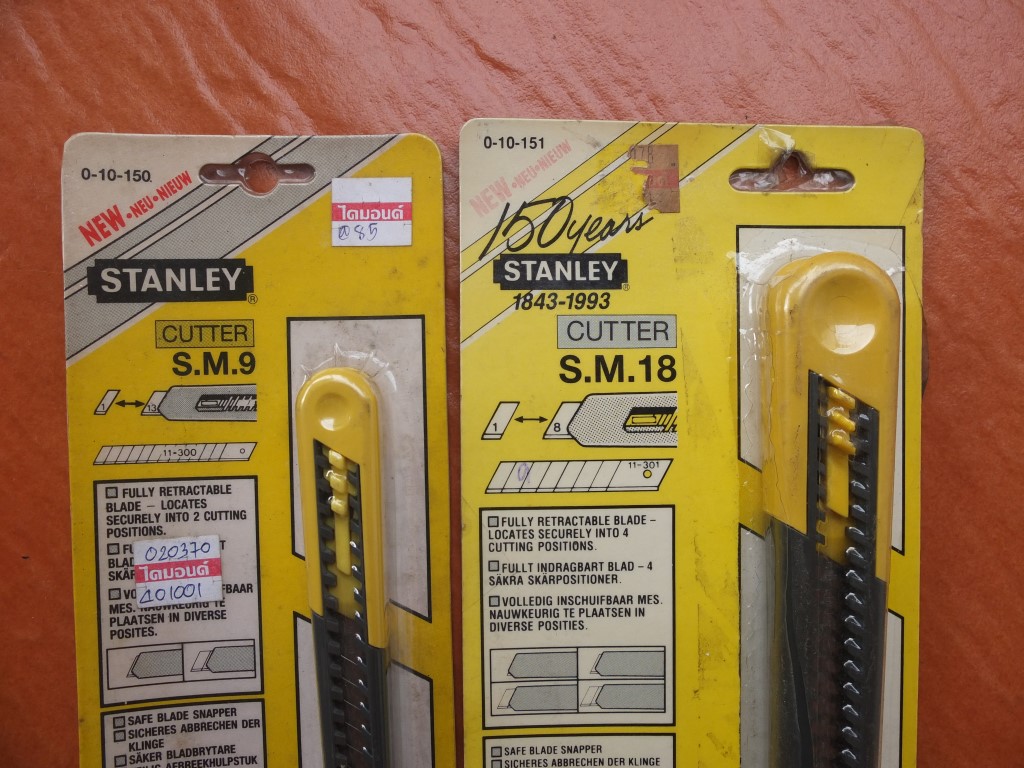 0-10-150
NEW•NEU•NIEUW
ไดมอนด์
@85
STANLEY®
CUTTER
S.M.9
1
13
11-300
FULLY RETRACTABLE
BLADE – LOCATES
SECURELY INTO 2 CUTTING
POSITIONS.
020370
ไดมอนด์
401001
MES. NAUWKEURIG TE
PLAATSEN IN DIVERSE
POSITES.
SAFE BLADE SNAPPER
SICHERES ABBRECHEN DER
KLINGE
SÄKER BLADBRYTARE
0-10-151
NEW•NEU•NIEUW
150 years
STANLEY®
1843-1993
CUTTER
S.M.18
1
8
11-301
FULLY RETRACTABLE BLADE –
LOCATES SECURELY INTO 4
CUTTING POSITIONS.
FULLT INDRAGBART BLAD – 4
SÄKRA SKÄRPOSITIONER.
VOLLEDIG INSCHUIFBAAR MES.
NAUWKEURIG TE PLAATSEN IN
DIVERSE POSITIES.
SAFE BLADE SNAPPER
SICHERES ABBRECHEN DER KLINGE